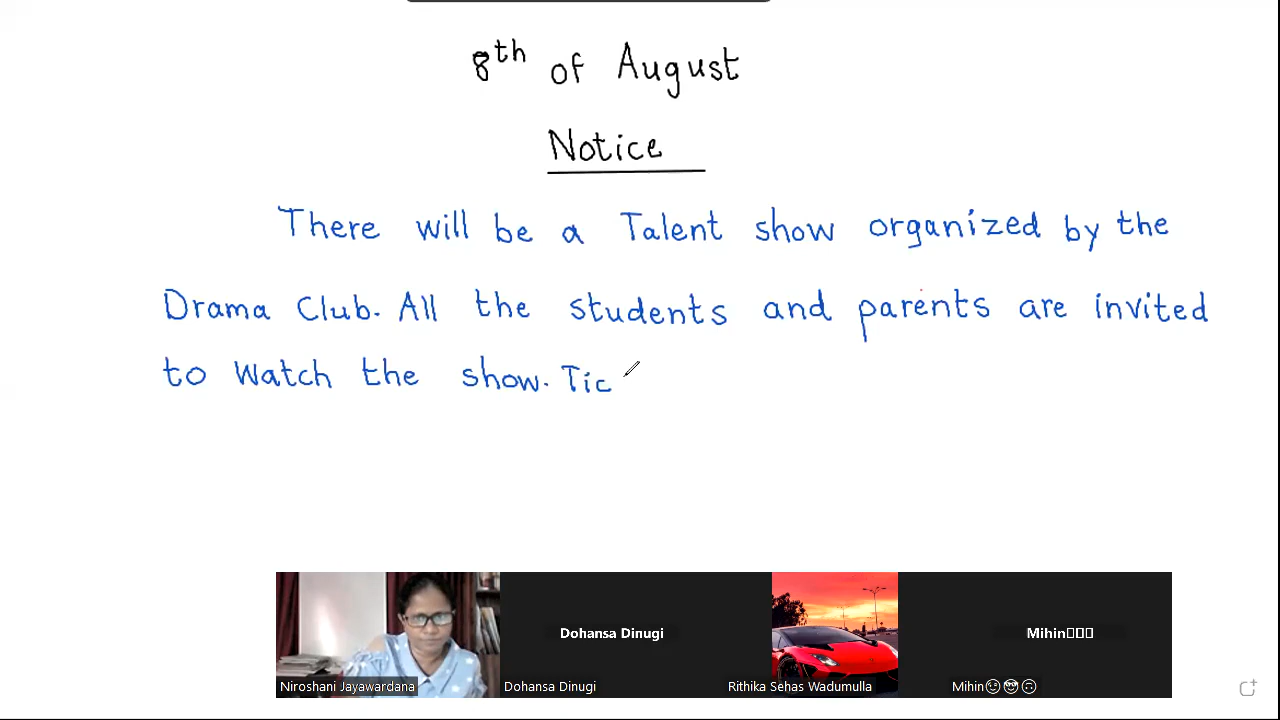 8th of August
Notice
There will be a Talent show organized by the
Drama Club. All the students and parents are invited
to watch the show. Tic
Dohansa Dinugi
Mihin
Niroshani Jayawardana
Dohansa Dinugi
Rithika Sehas Wadumulla
Mihin😉😎🙃